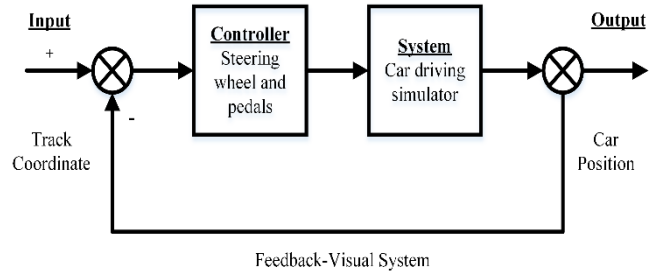 Input
+
-
Track
Coordinate
Controller
Steering
wheel and
pedals
System
Car driving
simulator
Output
Car
Position
Feedback-Visual System